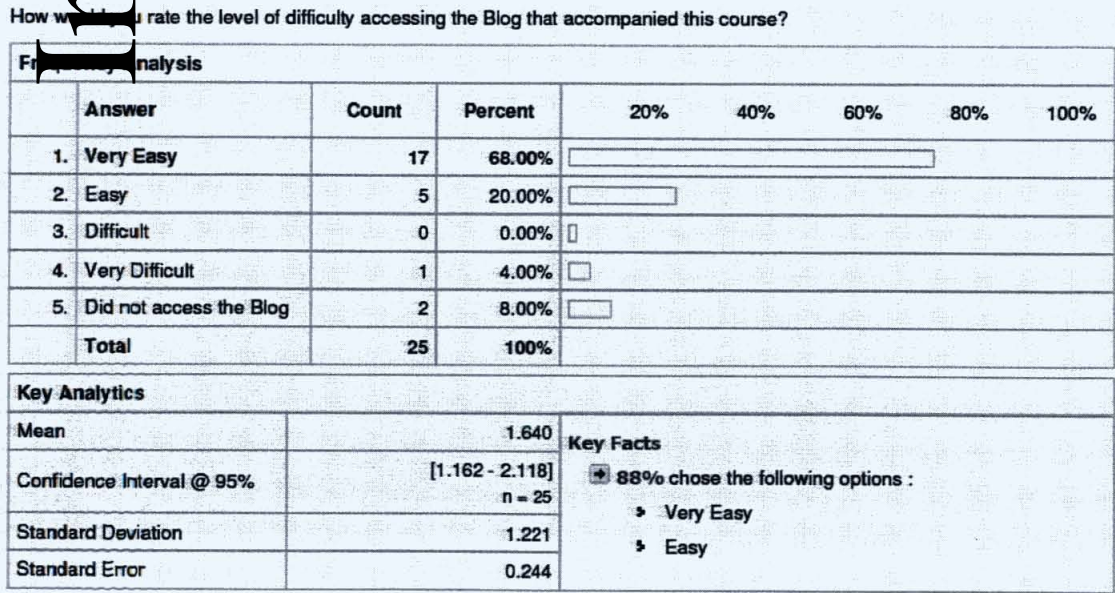 How w u rate the level of difficulty accessing the Blog that accompanied this course?
Fr nalysis
Answer Count Percent 20% 40% 60% 80% 100%
1. Very Easy 17 68.00%
2. Easy 5 20.00%
3. Difficult 0 0.00%
4. Very Difficult 1 4.00%
5. Did not access the Blog 2 8.00%
Total 25 100%
Key Analytics
Mean 1.640
Confidence Interval @ 95% [1.162 - 2.118]
n = 25
Standard Deviation 1.221
Standard Error 0.244
Key Facts
88% chose the following options :
Very Easy
Easy